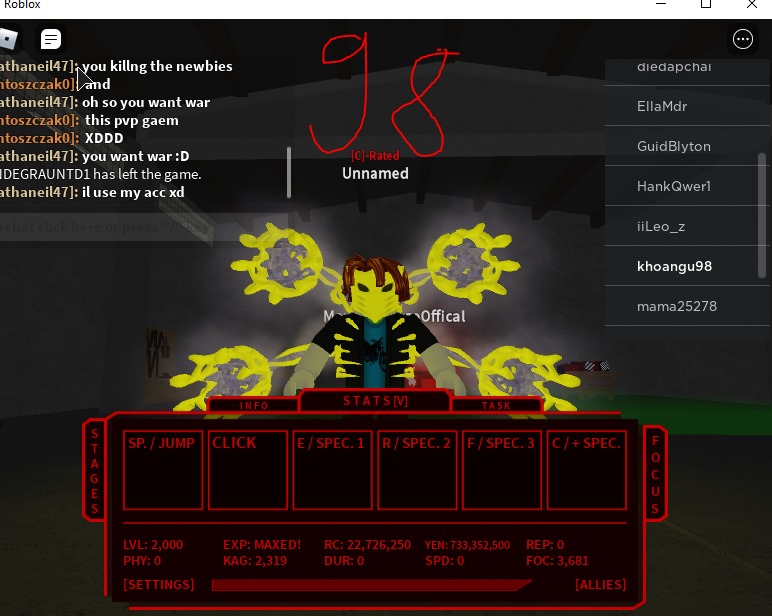 Roblox
athaneil47]: you killng the newbies
ntoszczak0]: and
athaneil47]: oh so you want war
ntoszczak0]: this pvp gaem
ntoszczak0]: XDDD
athaneil47]: you want war :D
NDEGRAUNTD1 has left the game.
athaneil47]: il use my acc xd
chat click here or press "/" key
98
[C]-Rated
Unnamed
Offical
diedapchai
EllaMdr
GuidBlyton
HankQwer1
iiLeo_z
khoangu98
mama25278
INFO
STATS[V]
TASK
STAGES
SP. / JUMP
CLICK
E / SPEC. 1
R / SPEC. 2
F / SPEC. 3
C / + SPEC.
FOCUS
LVL: 2,000 EXP: MAXED! RC: 22,726,250 YEN: 733,352,500 REP: 0
PHY: 0 KAG: 2,319 DUR: 0 SPD: 0 FOC: 3,681
[SETTINGS]
[ALLIES]